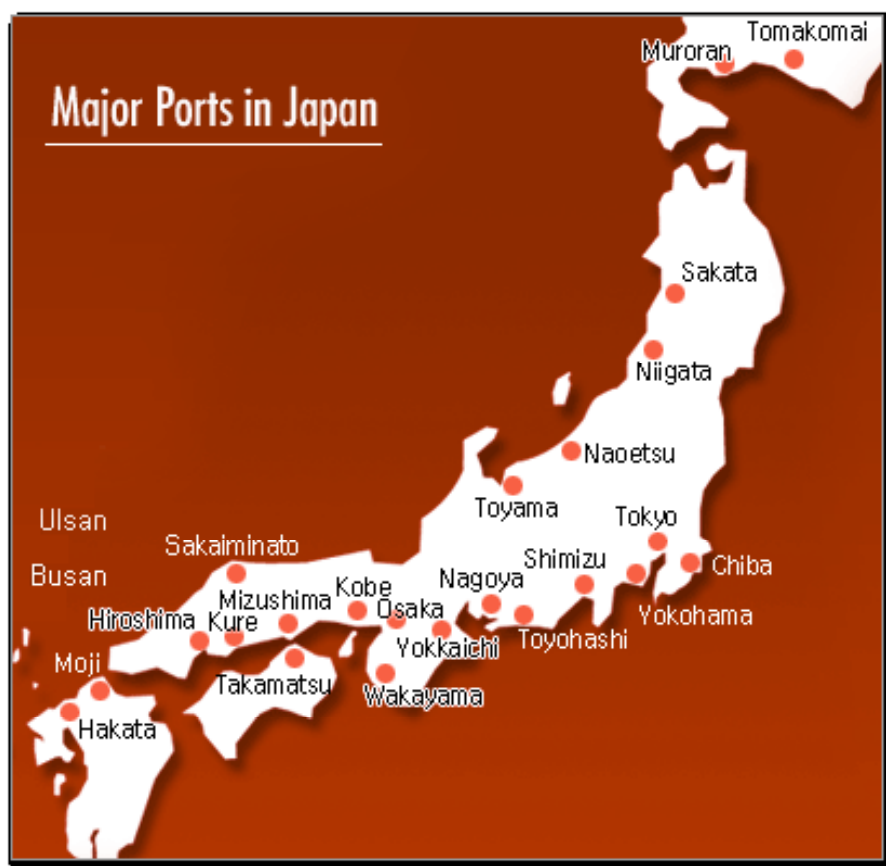 Tomakomai
Muroran
Major Ports in Japan
Sakata
Niigata
Naoetsu
Toyama
Tokyo
Ulsan
Sakaiminato
Shimizu
Chiba
Busan
Nagoya
Kobe
Mizushima
Osaka
Yokohama
Hiroshima
Kure
Toyohashi
Yokkaichi
Moji
Takamatsu
Wakayama
Hakata